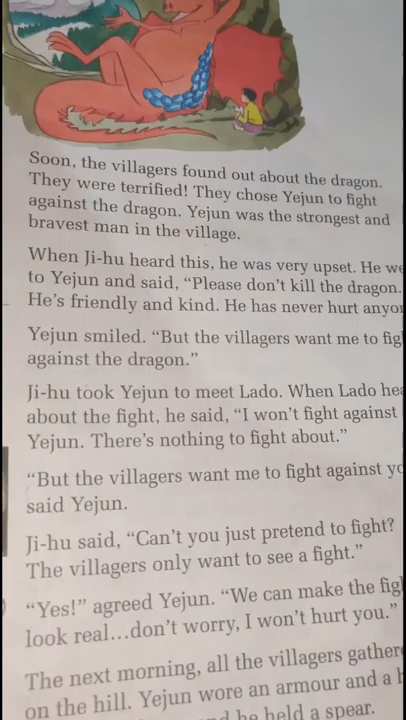 Soon, the villagers found out about the dragon.
They were terrified! They chose Yejun to fight
against the dragon. Yejun was the strongest and
bravest man in the village.
When Ji-hu heard this, he was very upset. He
to Yejun and said, “Please don’t kill the dragon.
He’s friendly and kind. He has never hurt
Yejun smiled. “But the villagers want me to
against the dragon.”
Ji-hu took Yejun to meet Lado. When Lado
about the fight, he said, “I won’t fight against
Yejun. There’s nothing to fight about.”
“But the villagers want me to fight against
said Yejun.
Ji-hu said, “Can’t you just pretend to fight?
The villagers only want to see a fight.”
“Yes!” agreed Yejun. “We can make the
look real...don’t worry, I won’t hurt you.”
The next morning, all the villagers
on the hill. Yejun wore an armour and a
he held a spear.